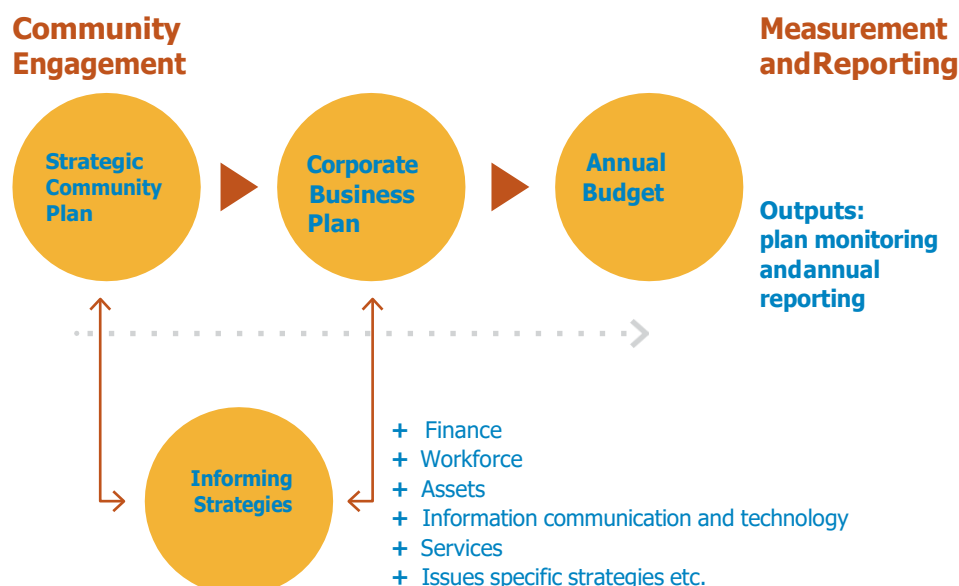 Community
Engagement
Measurement
andReporting
Strategic
Community
Plan
Corporate
Business
Plan
Annual
Budget
Outputs:
plan monitoring
andannual
reporting
Informing
Strategies
+ Finance
+ Workforce
+ Assets
+ Information communication and technology
+ Services
+ Issues specific strategies etc.